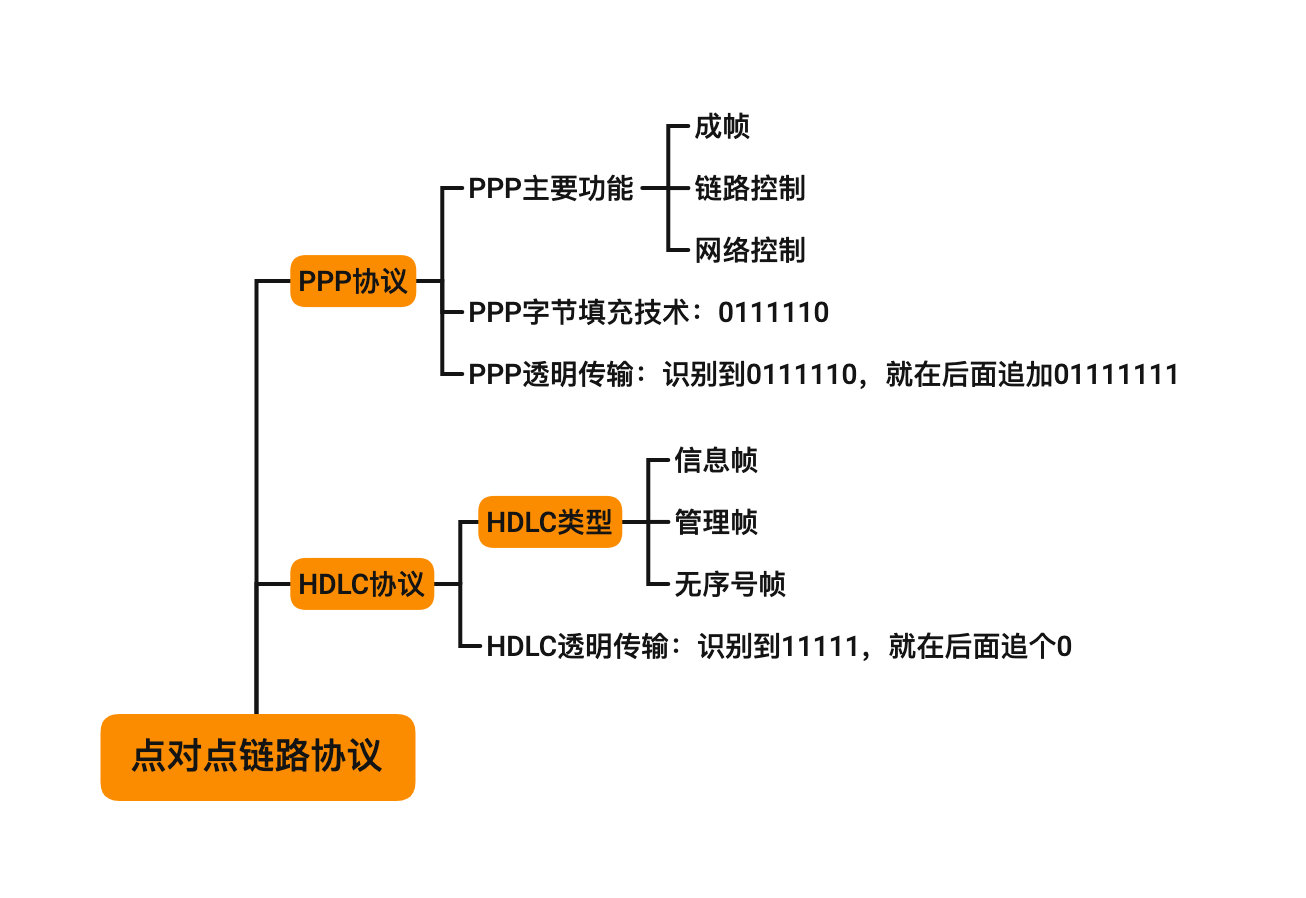 成帧
PPP主要功能
链路控制
网络控制
PPP协议
PPP字节填充技术：0111110
PPP透明传输：识别到0111110，就在后面追加01111111
信息帧
HDLC类型
管理帧
无序号帧
HDLC协议
HDLC透明传输：识别到11111，就在后面追个0
点对点链路协议